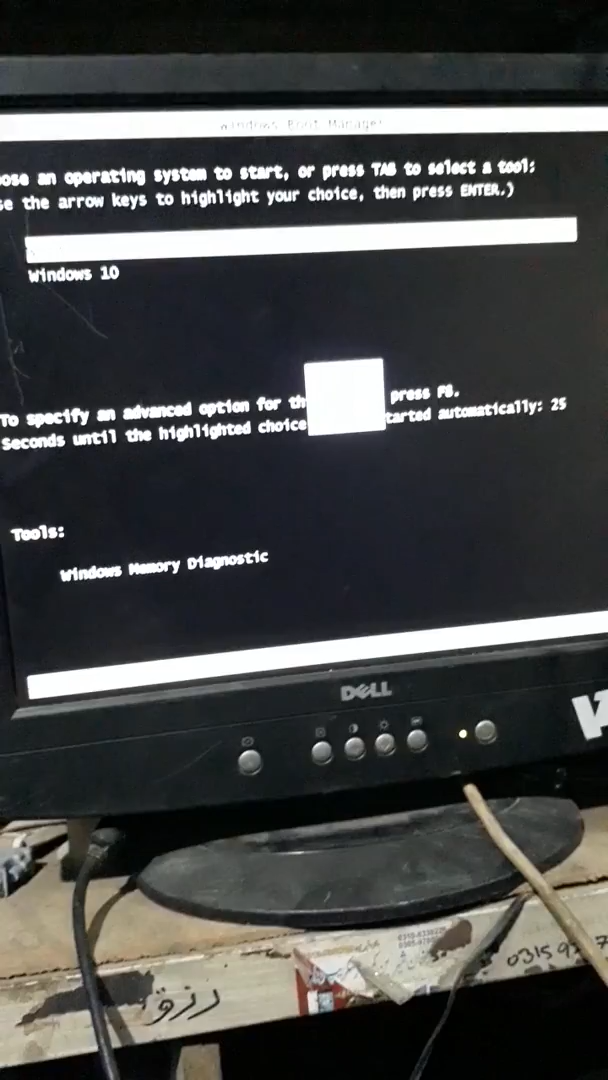 Windows Boot Manager
ose an operating system to start, or press TAB to select a tool:
se the arrow keys to highlight your choice, then press ENTER.)
Windows 10
To specify an advanced option for th press F8.
Seconds until the highlighted choice tarted automatically: 25
Tools:
Windows Memory Diagnostic
DELL
رزق